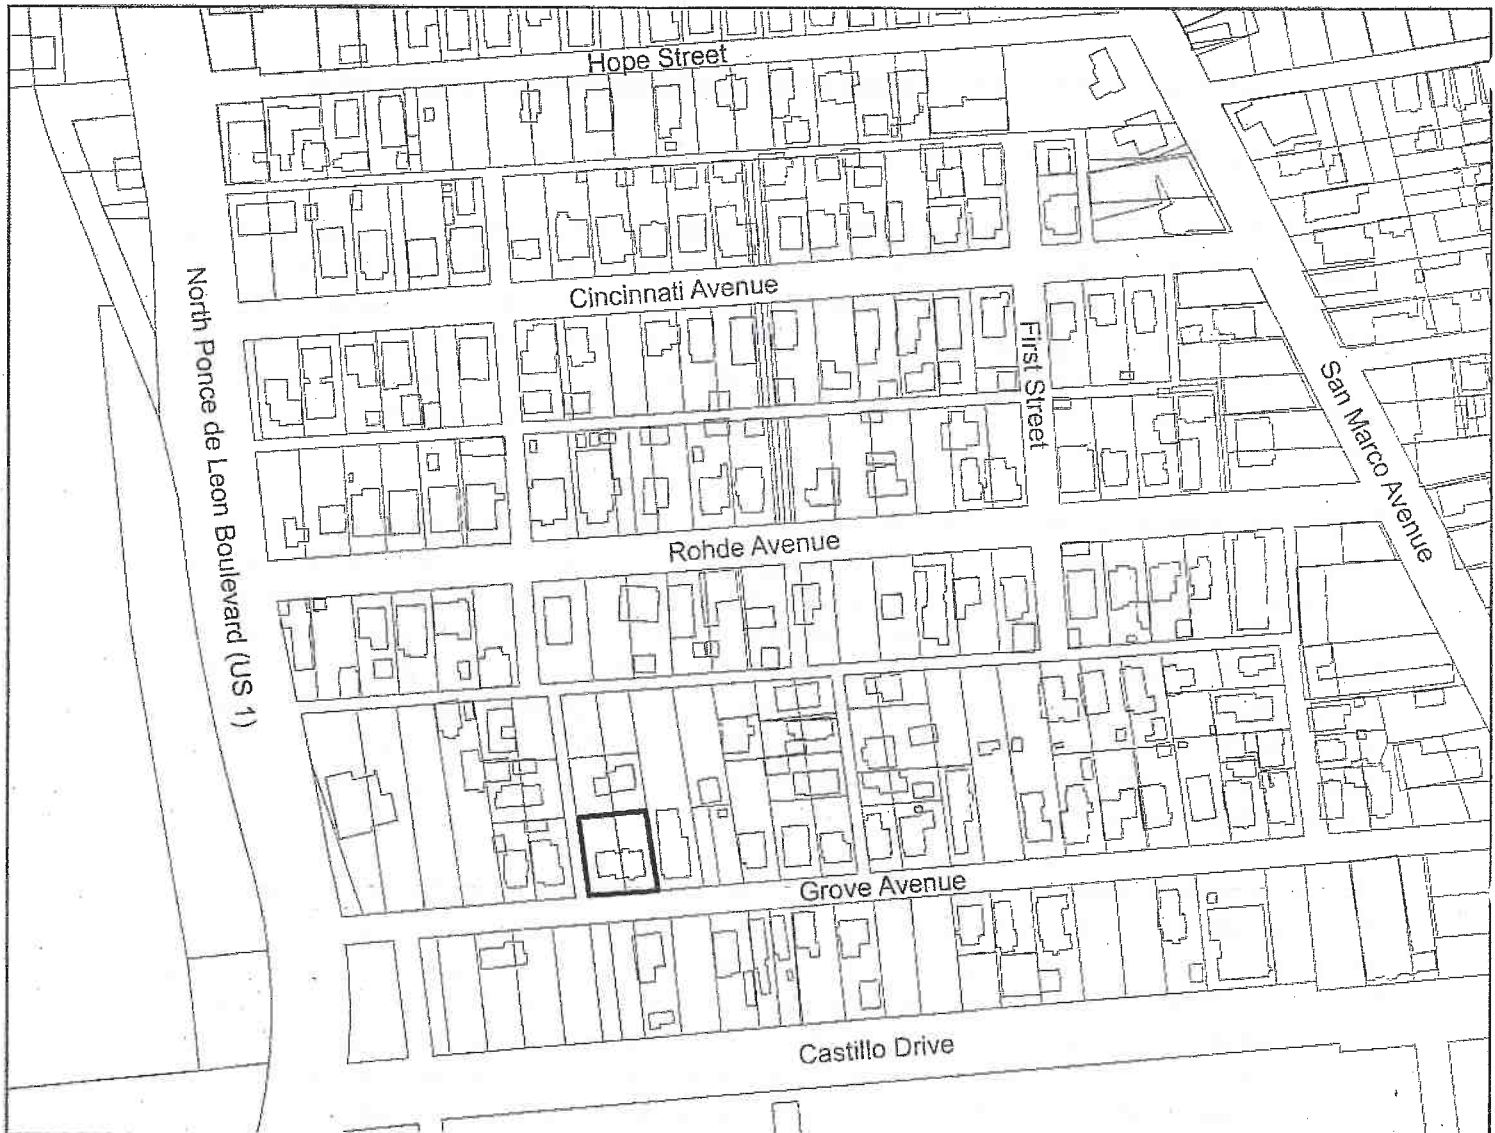 Hope Street
Cincinnati Avenue
North Ponce de Leon Boulevard (US 1)
First Street
San Marco Avenue
Rohde Avenue
Grove Avenue
Castillo Drive